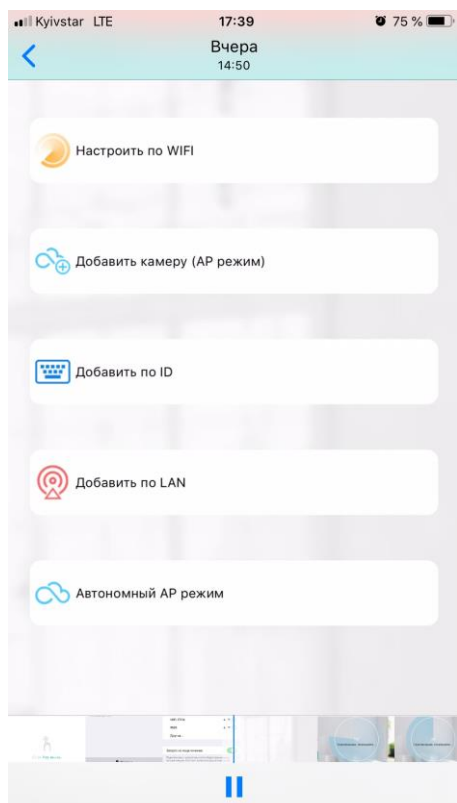 Kyivstar LTE 17:39 75 %
Вчера
14:50
Настроить по WIFI
Добавить камеру (AP режим)
Добавить по ID
Добавить по LAN
Автономный AP режим